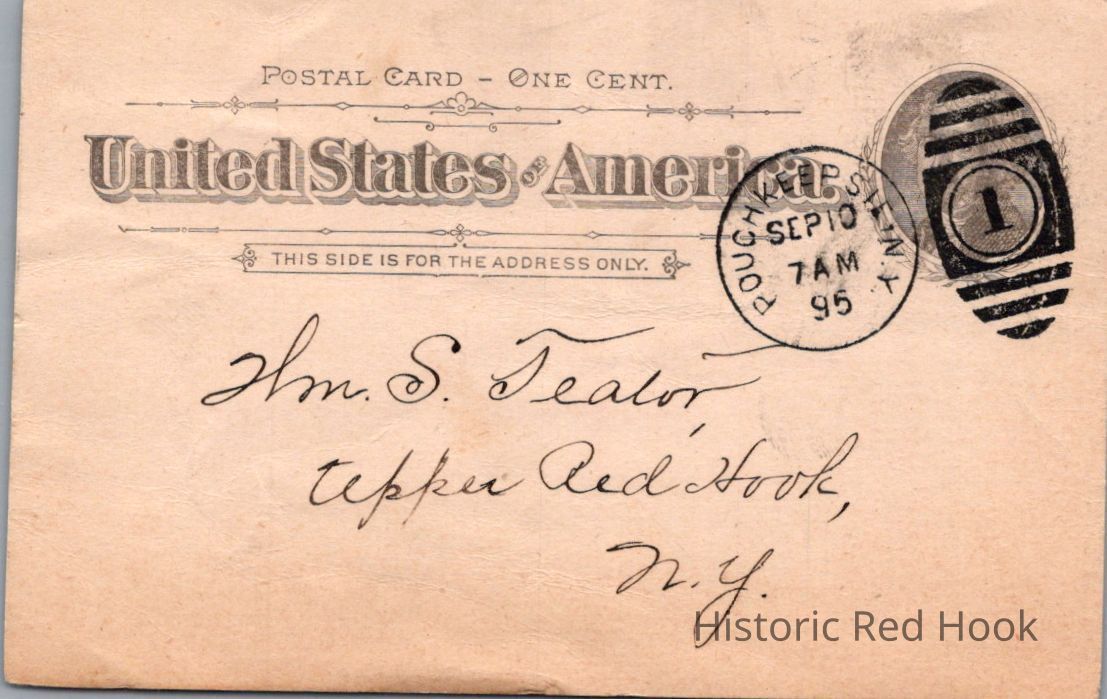 POSTAL CARD - ONE CENT.
United States OF America.
THIS SIDE IS FOR THE ADDRESS ONLY.
POUGHKEEPSIE N.Y.
SEP 10
7 AM
95
1
Wm. S. Teator,
Upper Red Hook,
N.Y.
Historic Red Hook